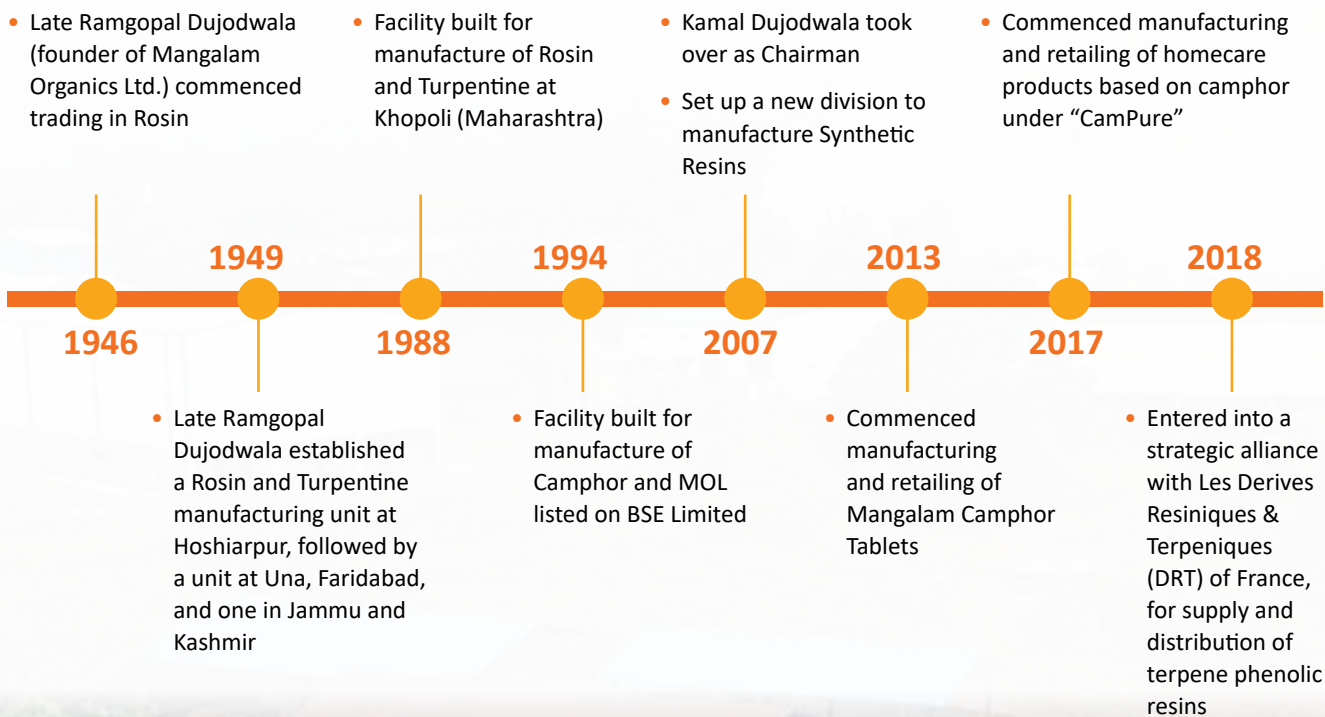 • Late Ramgopal Dujodwala
(founder of Mangalam
Organics Ltd.) commenced
trading in Rosin
• Facility built for
manufacture of Rosin
and Turpentine at
Khopoli (Maharashtra)
• Kamal Dujodwala took
over as Chairman
• Set up a new division to
manufacture Synthetic
Resins
• Commenced manufacturing
and retailing of homecare
products based on camphor
under “CamPure”
1949
1994
2013
2018
1946
1988
2007
2017
• Late Ramgopal
Dujodwala established
a Rosin and Turpentine
manufacturing unit at
Hoshiarpur, followed by
a unit at Una, Faridabad,
and one in Jammu and
Kashmir
• Facility built for
manufacture of
Camphor and MOL
listed on BSE Limited
• Commenced
manufacturing
and retailing of
Mangalam Camphor
Tablets
• Entered into a
strategic alliance
with Les Derives
Resiniques &
Terpeniques
(DRT) of France,
for supply and
distribution of
terpene phenolic
resins